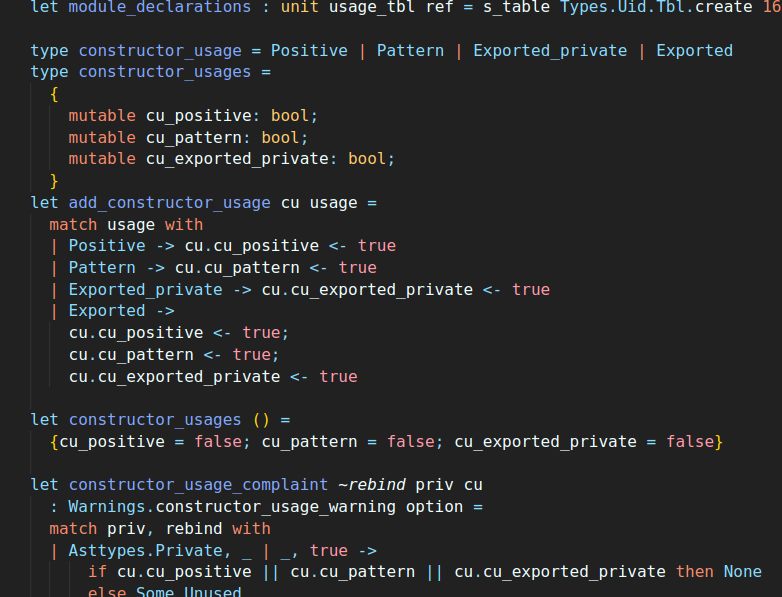 let module_declarations : unit usage_tbl ref = s_table Types.Uid.Tbl.create 16
type constructor_usage = Positive | Pattern | Exported_private | Exported
type constructor_usages =
{
mutable cu_positive: bool;
mutable cu_pattern: bool;
mutable cu_exported_private: bool;
}
let add_constructor_usage cu usage =
match usage with
| Positive -> cu.cu_positive <- true
| Pattern -> cu.cu_pattern <- true
| Exported_private -> cu.cu_exported_private <- true
| Exported ->
cu.cu_positive <- true;
cu.cu_pattern <- true;
cu.cu_exported_private <- true
let constructor_usages () =
{cu_positive = false; cu_pattern = false; cu_exported_private = false}
let constructor_usage_complaint ~rebind priv cu
: Warnings.constructor_usage_warning option =
match priv, rebind with
| Asttypes.Private, _ | _, true ->
if cu.cu_positive || cu.cu_pattern || cu.cu_exported_private then None
else Some Unused